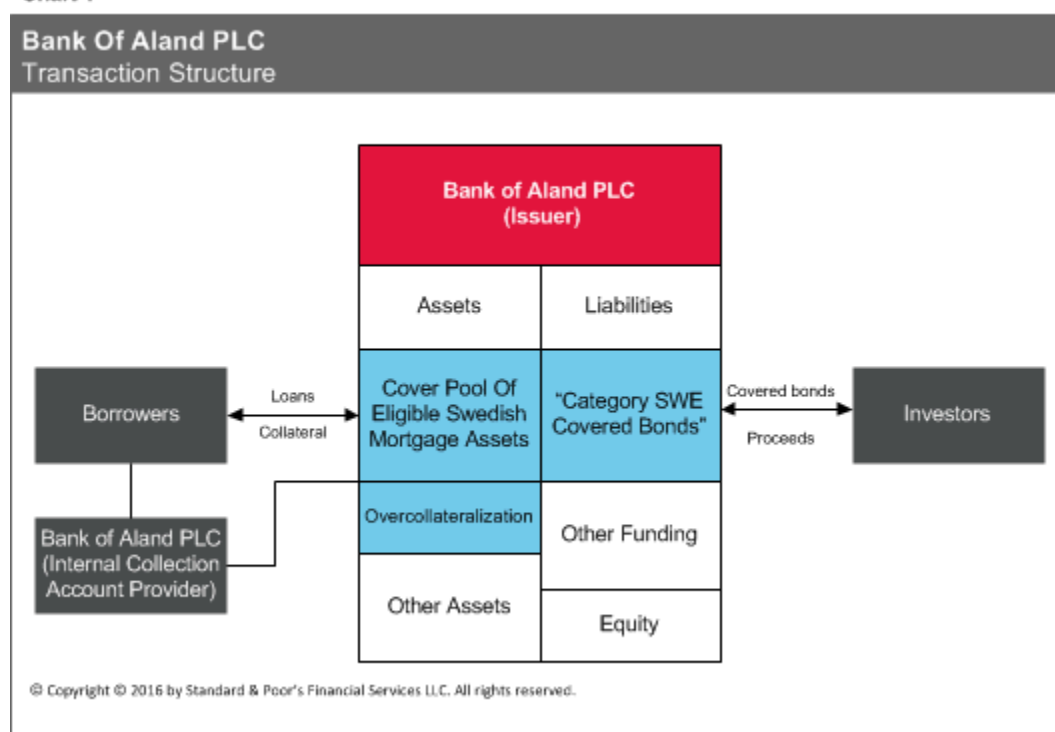 Bank Of Aland PLC
Transaction Structure
Bank of Aland PLC
(Issuer)
Assets
Liabilities
Borrowers
Loans
Collateral
Cover Pool Of
Eligible Swedish
Mortgage Assets
“Category SWE
Covered Bonds”
Covered bonds
Proceeds
Investors
Overcollateralization
Other Funding
Bank of Aland PLC
(Internal Collection
Account Provider)
Other Assets
Equity
© Copyright © 2016 by Standard & Poor's Financial Services LLC. All rights reserved.